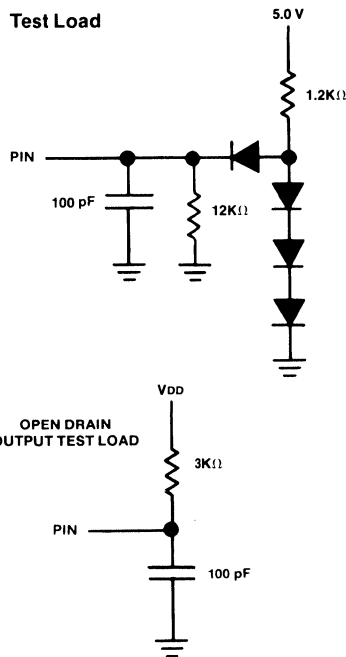 Test Load
5.0 V
1.2KΩ
PIN
100 pF
12KΩ
VDD
OPEN DRAIN
OUTPUT TEST LOAD
3KΩ
PIN
100 pF